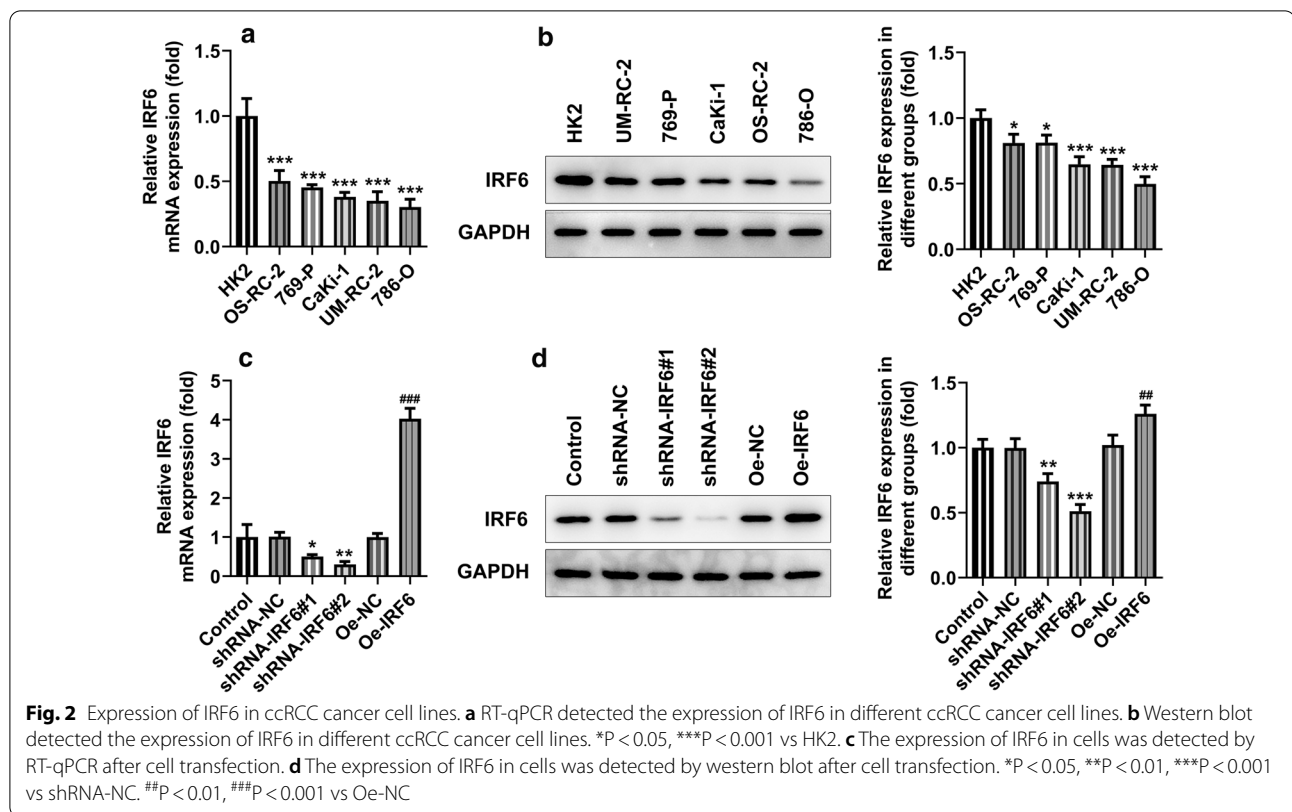 a
Relative IRF6
mRNA expression (fold)
1.5
1.0
0.5
0.0
***
***
***
***
***
HK2
OS-RC-2
769-P
CaKi-1
UM-RC-2
786-O
b
HK2
UM-RC-2
769-P
CaKi-1
OS-RC-2
786-O
IRF6
GAPDH
Relative IRF6 expression in
different groups (fold)
1.5
1.0
0.5
0.0
*
*
***
***
***
HK2
OS-RC-2
769-P
CaKi-1
UM-RC-2
786-O
c
Relative IRF6
mRNA expression (fold)
5
4
3
2
1
0
*
**
###
Control
shRNA-NC
shRNA-IRF6#1
shRNA-IRF6#2
Oe-NC
Oe-IRF6
d
Control
shRNA-NC
shRNA-IRF6#1
shRNA-IRF6#2
Oe-NC
Oe-IRF6
IRF6
GAPDH
Relative IRF6 expression in
different groups (fold)
1.5
1.0
0.5
0.0
**
***
##
Control
shRNA-NC
shRNA-IRF6#1
shRNA-IRF6#2
Oe-NC
Oe-IRF6
Fig. 2 Expression of IRF6 in ccRCC cancer cell lines. a RT-qPCR detected the expression of IRF6 in different ccRCC cancer cell lines. b Western blot
detected the expression of IRF6 in different ccRCC cancer cell lines. *P < 0.05, ***P < 0.001 vs HK2. c The expression of IRF6 in cells was detected by
RT-qPCR after cell transfection. d The expression of IRF6 in cells was detected by western blot after cell transfection. *P < 0.05, **P < 0.01, ***P < 0.001
vs shRNA-NC. ##P < 0.01, ###P < 0.001 vs Oe-NC